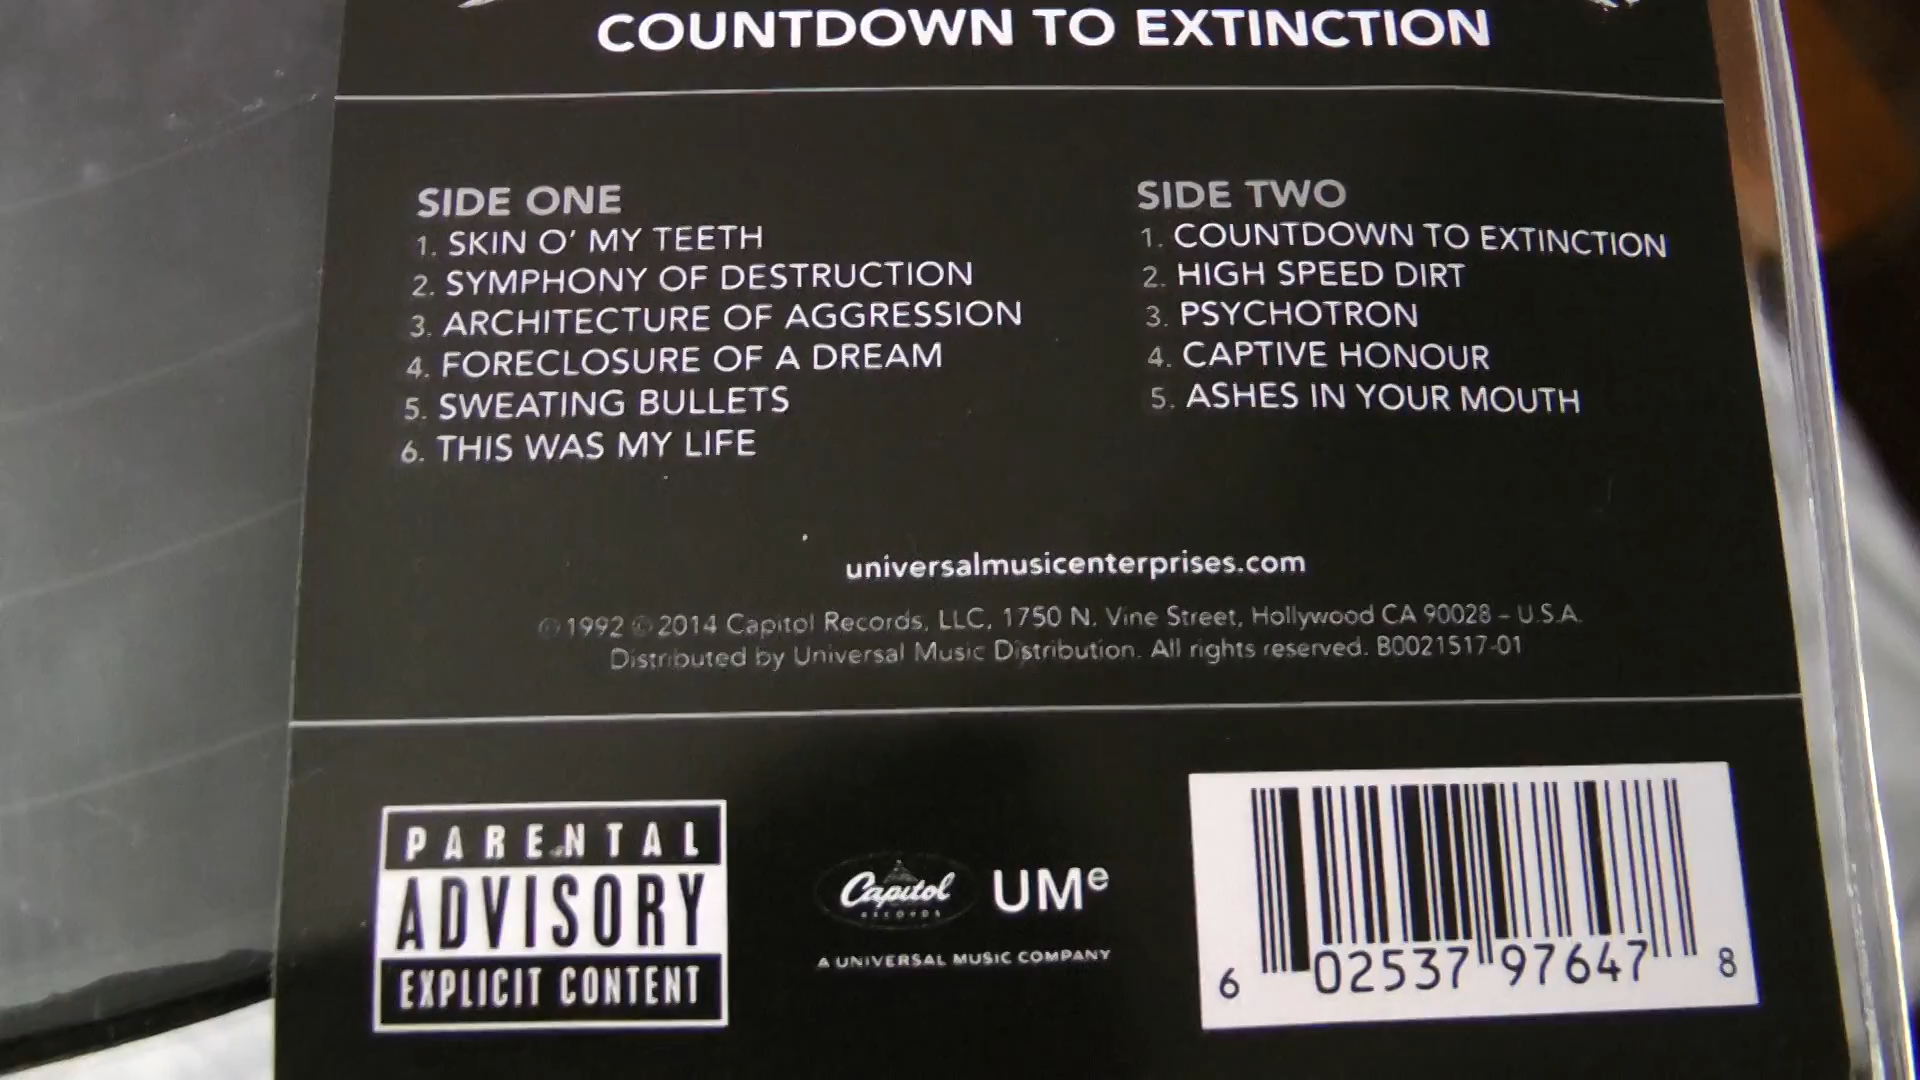 COUNTDOWN TO EXTINCTION
SIDE ONE
1. SKIN O' MY TEETH
2. SYMPHONY OF DESTRUCTION
3. ARCHITECTURE OF AGGRESSION
4. FORECLOSURE OF A DREAM
5. SWEATING BULLETS
6. THIS WAS MY LIFE
SIDE TWO
1. COUNTDOWN TO EXTINCTION
2. HIGH SPEED DIRT
3. PSYCHOTRON
4. CAPTIVE HONOUR
5. ASHES IN YOUR MOUTH
universalmusicenterprises.com
℗ 1992 © 2014 Capitol Records, LLC, 1750 N. Vine Street, Hollywood CA 90028 – U.S.A.
Distributed by Universal Music Distribution. All rights reserved. B0021517-01
PARENTAL
ADVISORY
EXPLICIT CONTENT
Capitol
RECORDS
UMe
A UNIVERSAL MUSIC COMPANY
6 02537 97647 8